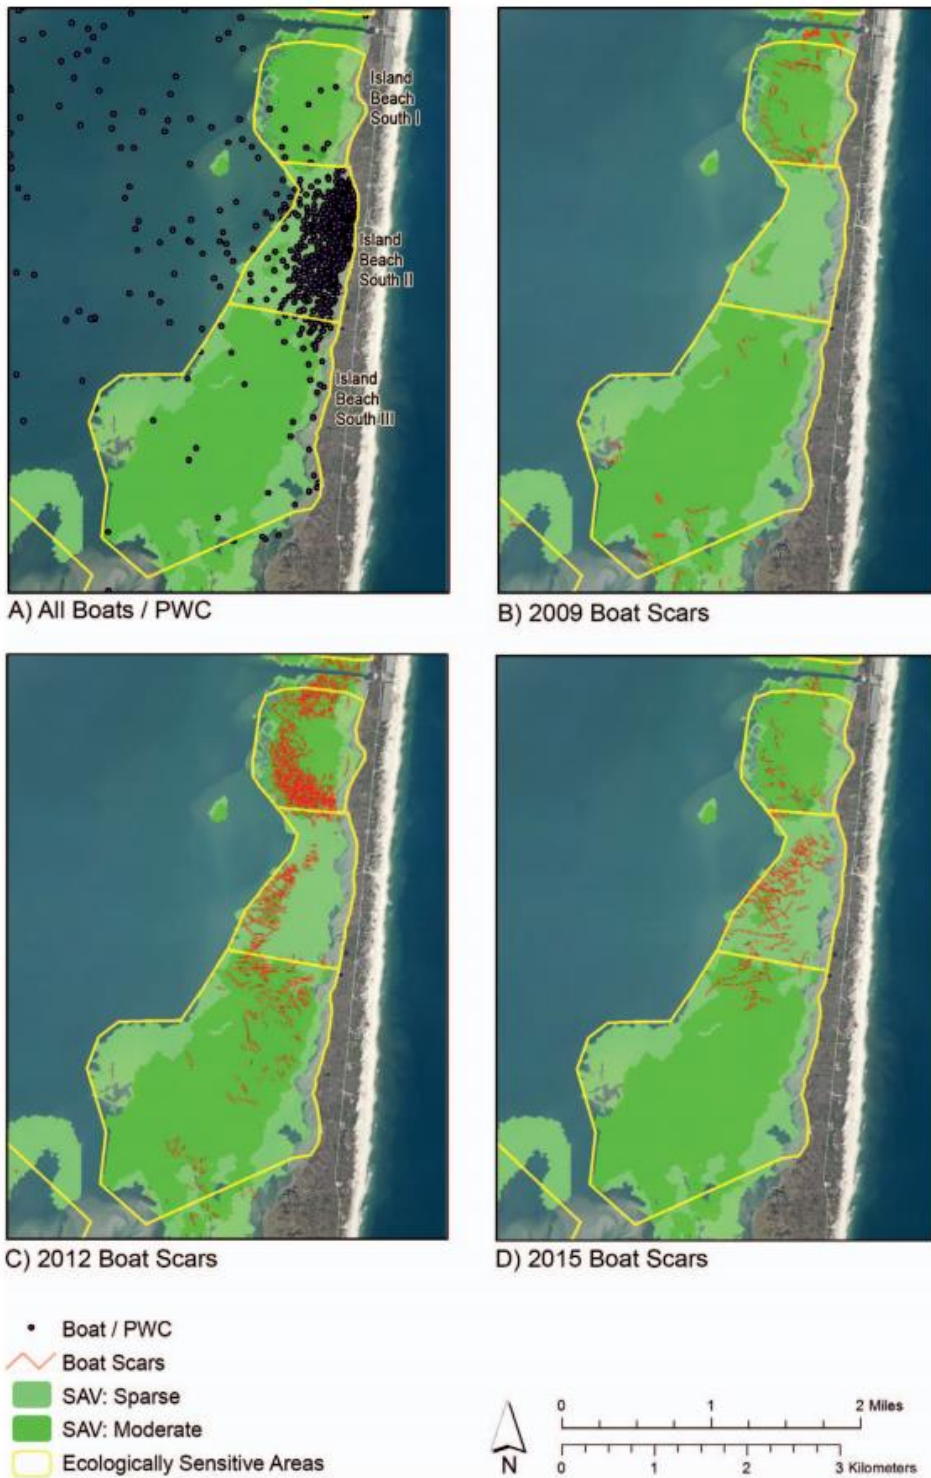 Island
Beach
South I
Island
Beach
South II
Island
Beach
South III
A) All Boats / PWC
B) 2009 Boat Scars
C) 2012 Boat Scars
D) 2015 Boat Scars
Boat / PWC
Boat Scars
SAV: Sparse
SAV: Moderate
Ecologically Sensitive Areas
N
0 1 2 Miles
0 1 2 3 Kilometers